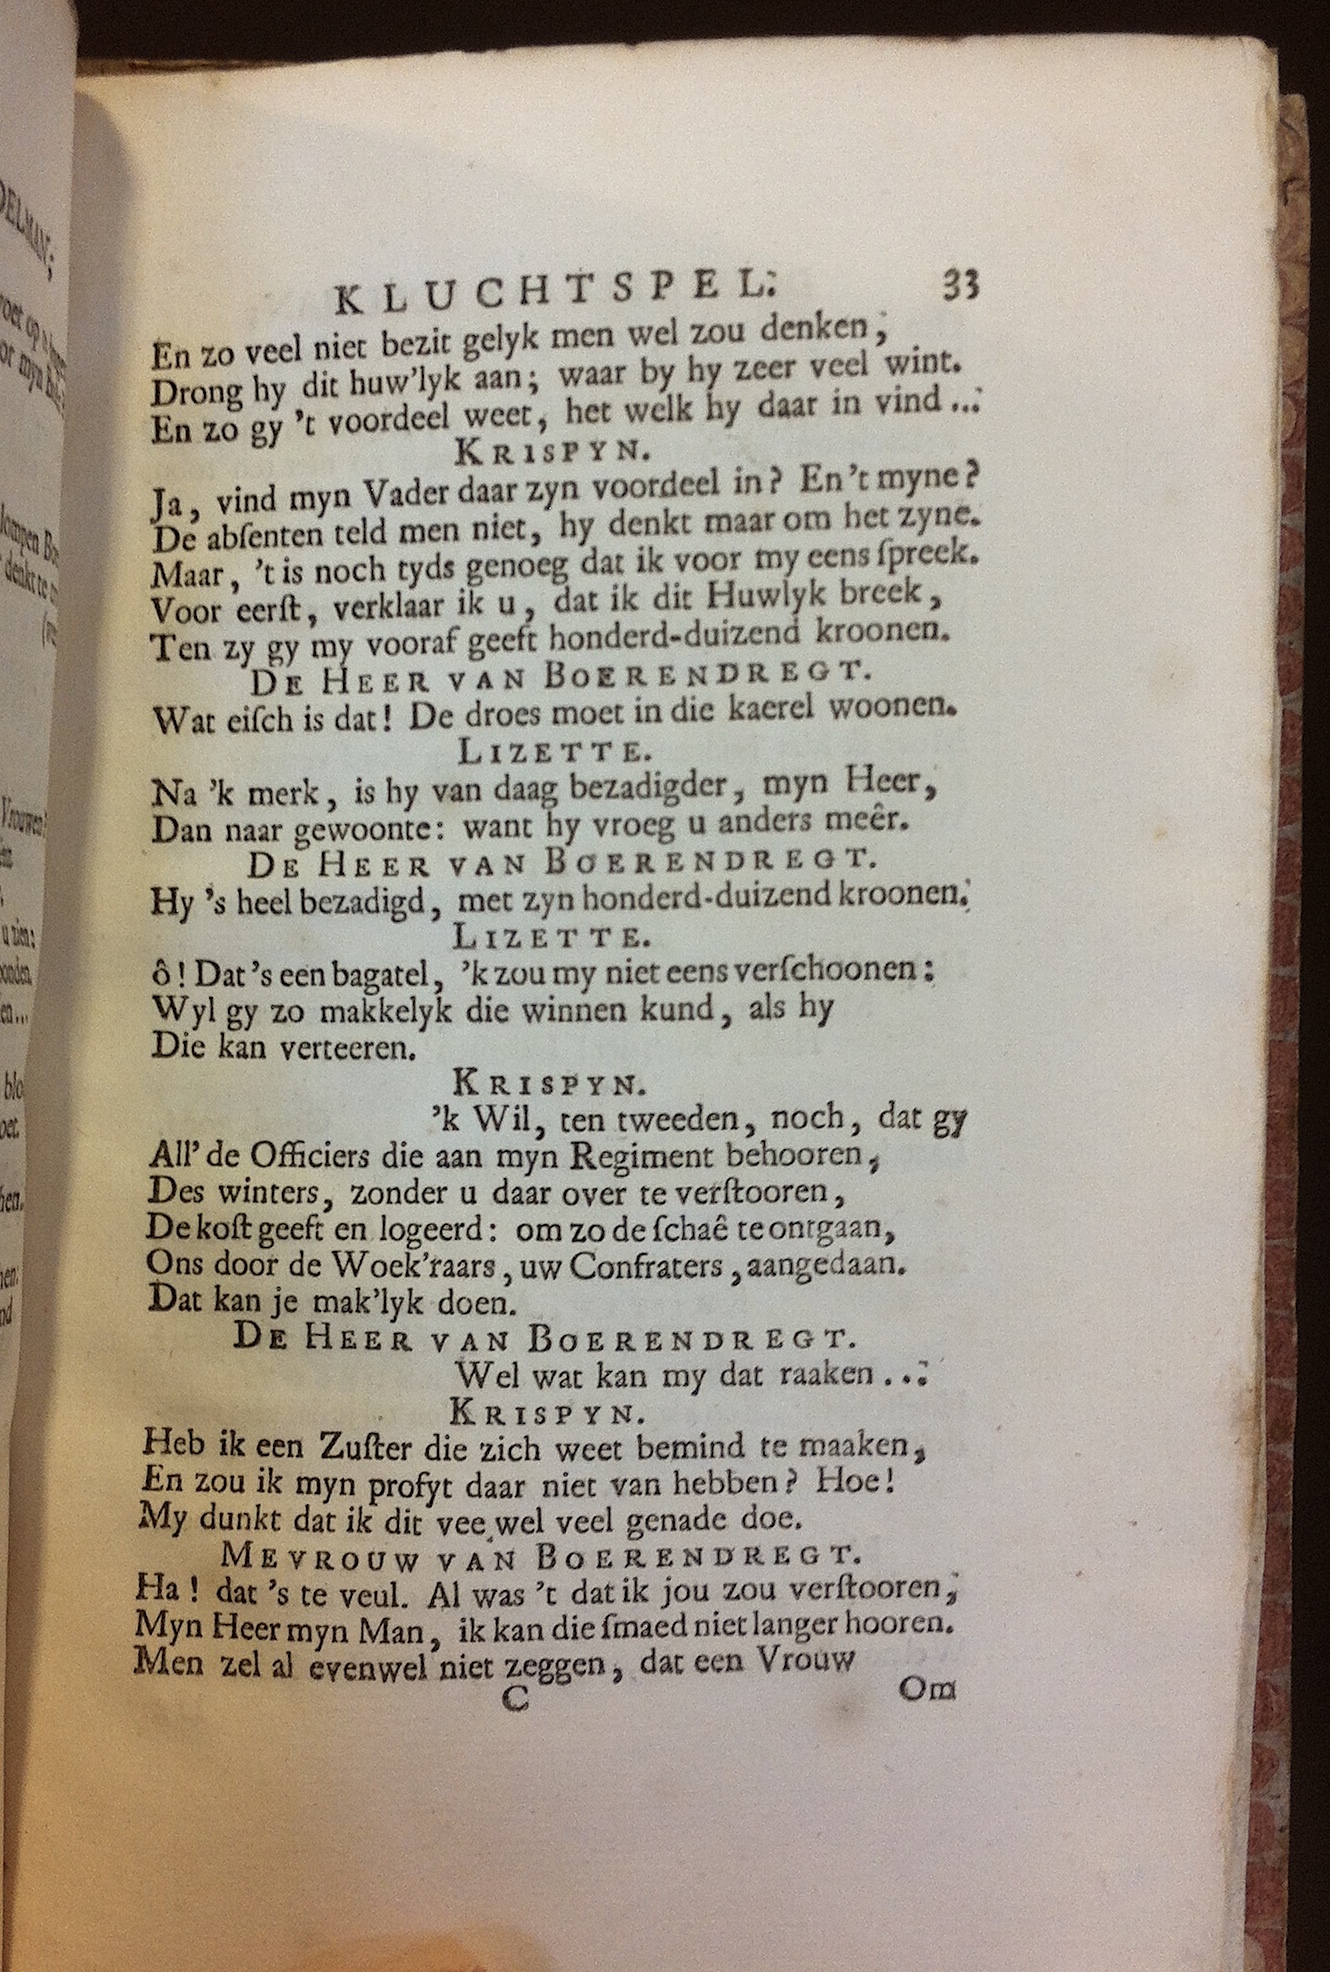 DELMAN;
KLUCHTSPEL. 33
En zo veel niet bezit gelyk men wel zou denken,
Drong hy dit huw'lyk aan; waar by hy zeer veel wint.
En zo gy 't voordeel weet, het welk hy daar in vind...
KRISPYN.
Ja, vind myn Vader daar zyn voordeel in? En 't myne?
De abſenten teld men niet, hy denkt maar om het zyne.
Maar, 't is noch tyds genoeg dat ik voor my eens ſpreek.
Voor eerſt, verklaar ik u, dat ik dit Huwlyk breek,
Ten zy gy my vooraf geeft honderd-duizend kroonen.
DE HEER VAN BOERENDREGT.
Wat eiſch is dat! De droes moet in die kaerel woonen.
LIZETTE.
Na 'k merk, is hy van daag bezadigder, myn Heer,
Dan naar gewoonte: want hy vroeg u anders meêr.
DE HEER VAN BOERENDREGT.
Hy 's heel bezadigd, met zyn honderd-duizend kroonen.
LIZETTE.
ô! Dat 's een bagatel, 'k zou my niet eens verſchoonen:
Wyl gy zo makkelyk die winnen kund, als hy
Die kan verteeren.
KRISPYN.
'k Wil, ten tweeden, noch, dat gy
All' de Officiers die aan myn Regiment behooren,
Des winters, zonder u daar over te verſtooren,
De koſt geeft en logeerd: om zo de ſchaê te ontgaan,
Ons door de Woek'raars, uw Confraters, aangedaan.
Dat kan je mak'lyk doen.
DE HEER VAN BOERENDREGT.
Wel wat kan my dat raaken...
KRISPYN.
Heb ik een Zuſter die zich weet bemind te maaken,
En zou ik myn profyt daar niet van hebben? Hoe!
My dunkt dat ik dit vee wel veel genade doe.
MEVROUW VAN BOERENDREGT.
Ha! dat 's te veul. Al was 't dat ik jou zou verſtooren,
Myn Heer myn Man, ik kan die ſmaed niet langer hooren.
Men zel al evenwel niet zeggen, dat een Vrouw
C Om